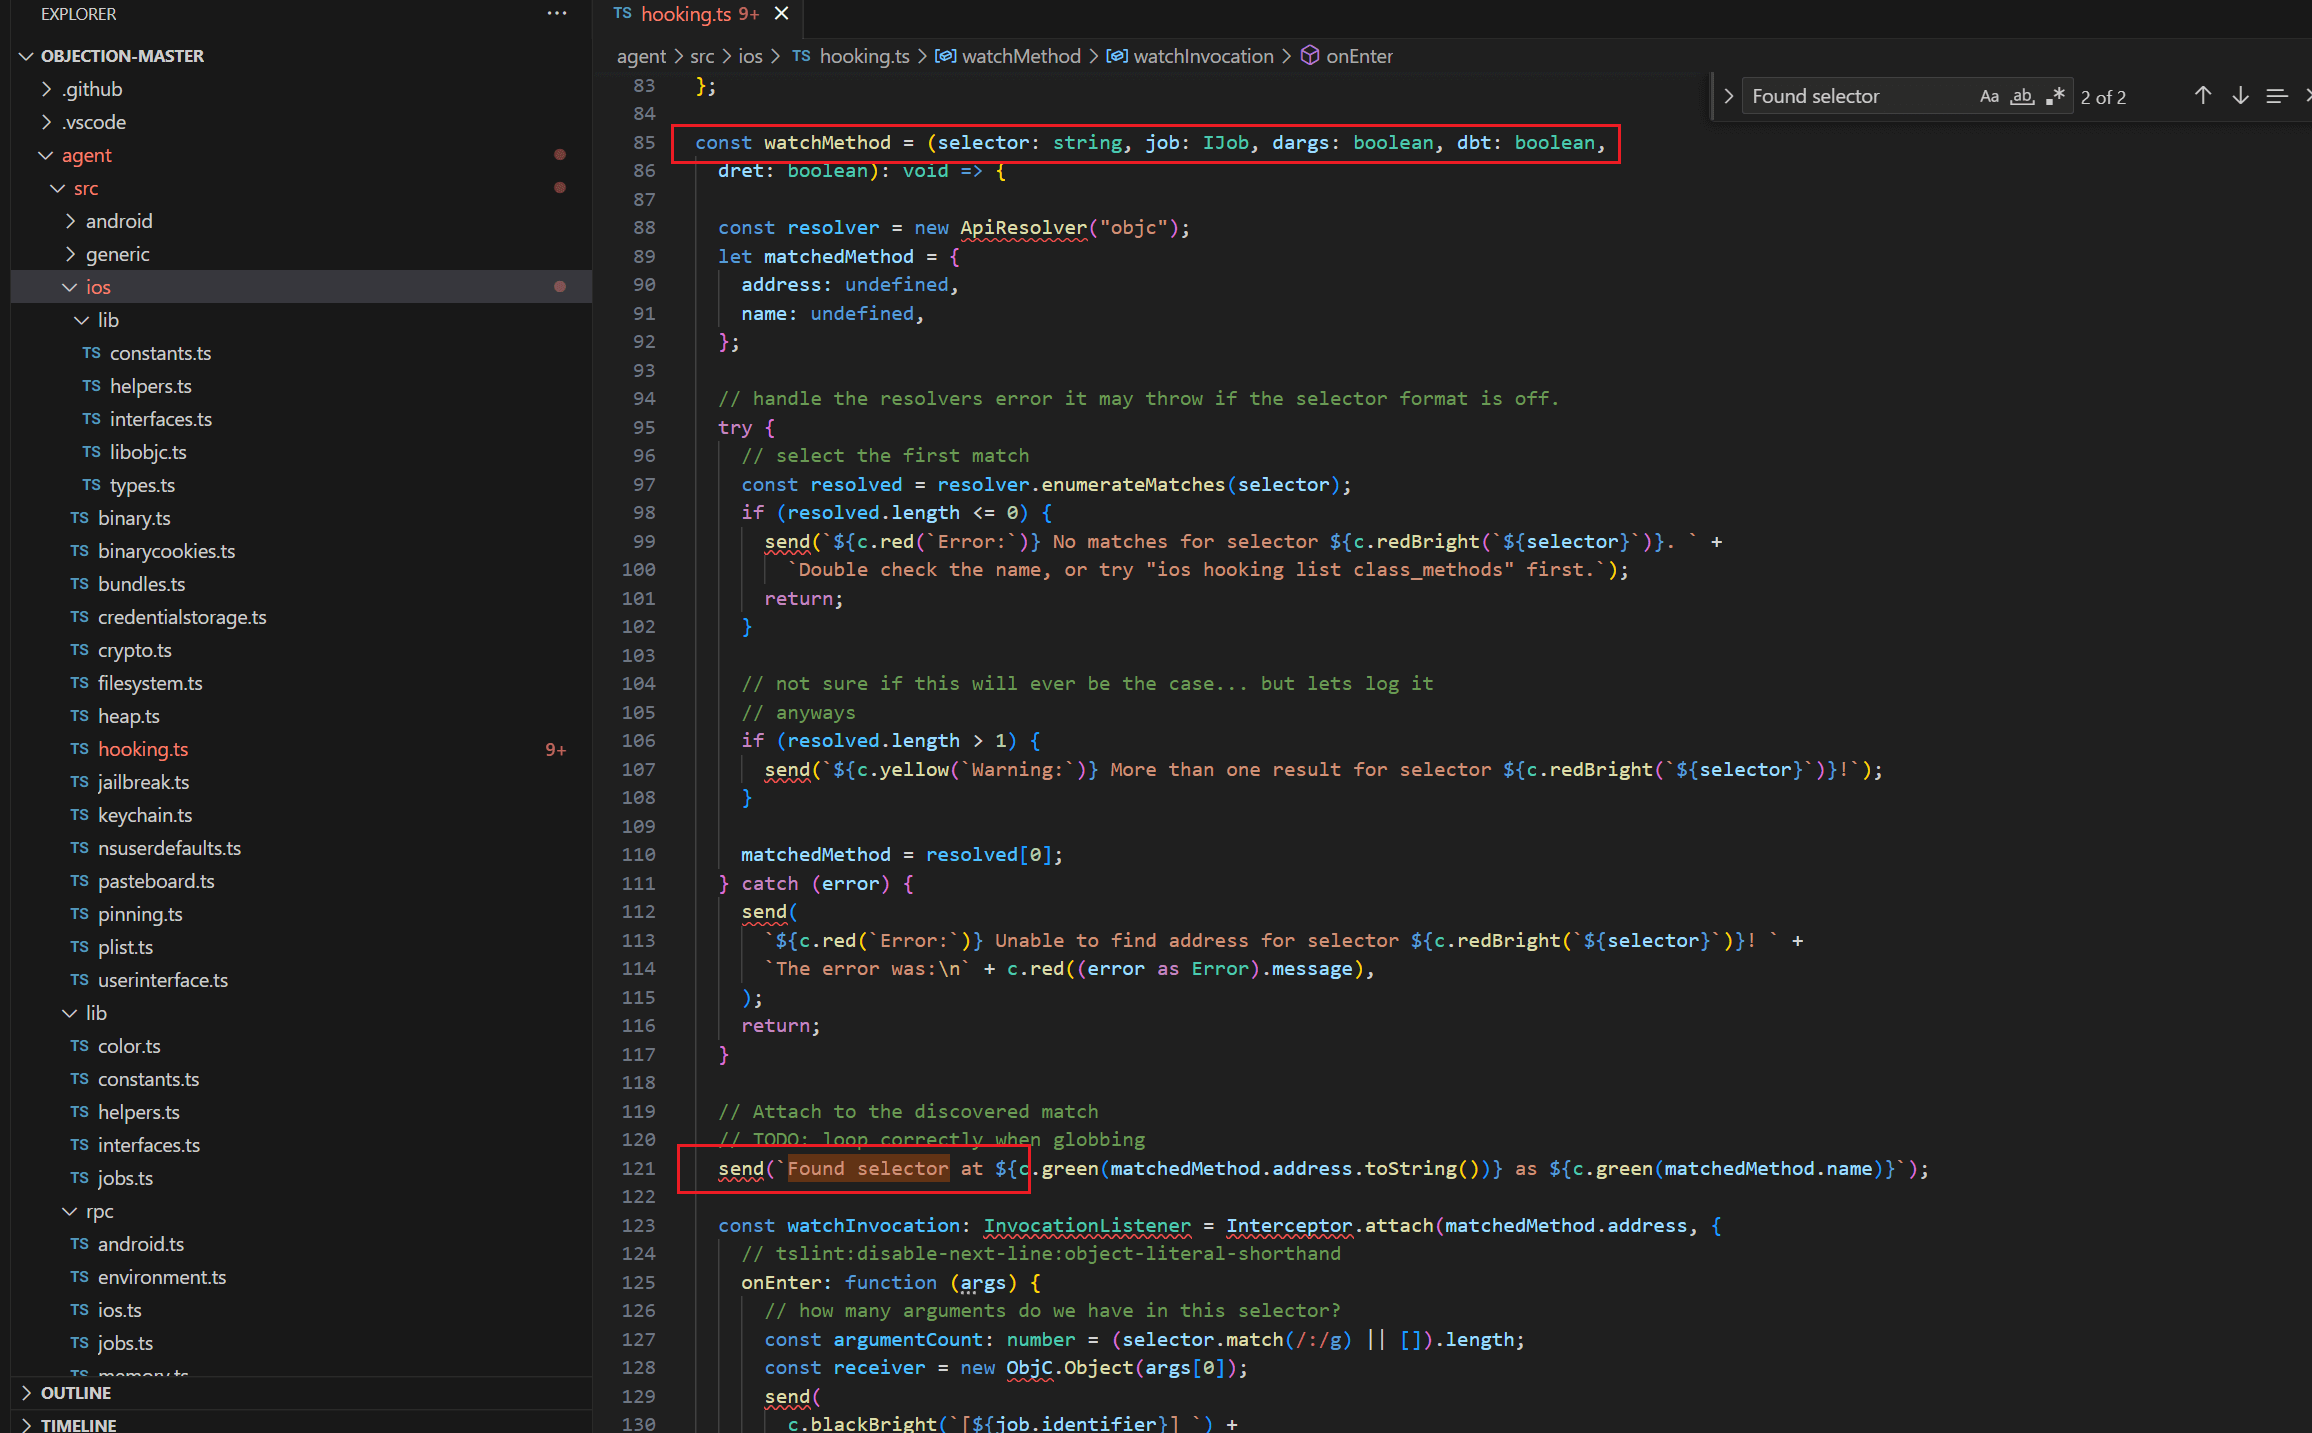 EXPLORER
OBJECTION-MASTER
.github
.vscode
agent
src
android
generic
ios
lib
TS constants.ts
TS helpers.ts
TS interfaces.ts
TS libobjc.ts
TS types.ts
TS binary.ts
TS binarycookies.ts
TS bundles.ts
TS credentialstorage.ts
TS crypto.ts
TS filesystem.ts
TS heap.ts
TS hooking.ts 9+
TS jailbreak.ts
TS keychain.ts
TS nsuserdefaults.ts
TS pasteboard.ts
TS pinning.ts
TS plist.ts
TS userinterface.ts
lib
TS color.ts
TS constants.ts
TS helpers.ts
TS interfaces.ts
TS jobs.ts
rpc
TS android.ts
TS environment.ts
TS ios.ts
TS jobs.ts
TS memory.ts
OUTLINE
TIMELINE
TS hooking.ts 9+
agent > src > ios > TS hooking.ts > watchMethod > watchInvocation > onEnter
Found selector Aa ab .* 2 of 2
83 };
84
85 const watchMethod = (selector: string, job: IJob, dargs: boolean, dbt: boolean,
86 dret: boolean): void => {
87
88 const resolver = new ApiResolver("objc");
89 let matchedMethod = {
90 address: undefined,
91 name: undefined,
92 };
93
94 // handle the resolvers error it may throw if the selector format is off.
95 try {
96 // select the first match
97 const resolved = resolver.enumerateMatches(selector);
98 if (resolved.length <= 0) {
99 send(`${c.red(`Error:`)} No matches for selector ${c.redBright(`${selector}`)}. ` +
100 `Double check the name, or try "ios hooking list class_methods" first.`);
101 return;
102 }
103
104 // not sure if this will ever be the case... but lets log it
105 // anyways
106 if (resolved.length > 1) {
107 send(`${c.yellow(`Warning:`)} More than one result for selector ${c.redBright(`${selector}`)}!`);
108 }
109
110 matchedMethod = resolved[0];
111 } catch (error) {
112 send(
113 `${c.red(`Error:`)} Unable to find address for selector ${c.redBright(`${selector}`)}! ` +
114 `The error was:\n` + c.red((error as Error).message),
115 );
116 return;
117 }
118
119 // Attach to the discovered match
120 // TODO: loop correctly when globbing
121 send(`Found selector at ${c.green(matchedMethod.address.toString())} as ${c.green(matchedMethod.name)}`);
122
123 const watchInvocation: InvocationListener = Interceptor.attach(matchedMethod.address, {
124 // tslint:disable-next-line:object-literal-shorthand
125 onEnter: function (args) {
126 // how many arguments do we have in this selector?
127 const argumentCount: number = (selector.match(/:/g) || []).length;
128 const receiver = new ObjC.Object(args[0]);
129 send(
130 c.blackBright(`[${job.identifier}] `) +